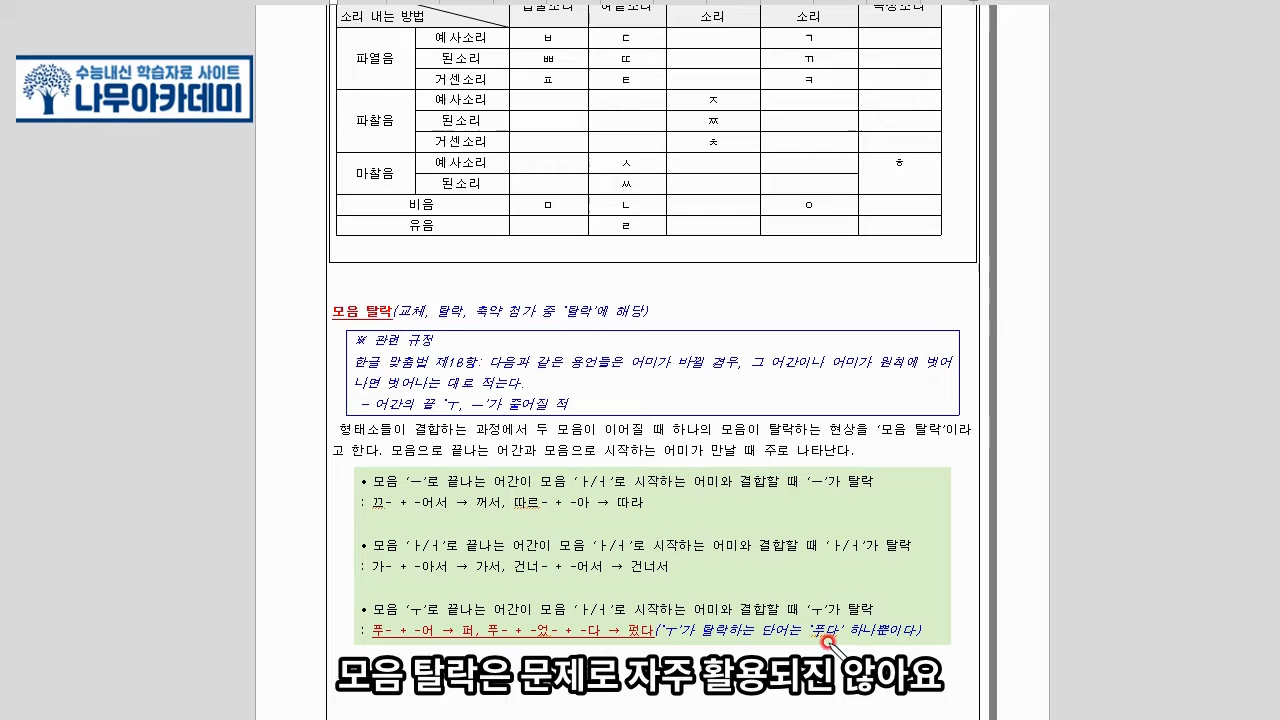 입술소리 혀끝소리 소리 소리 목청소리
소리 내는 방법
파열음 예사소리 ㅂ ㄷ ㄱ
된소리 ㅃ ㄸ ㄲ
거센소리 ㅍ ㅌ ㅋ
파찰음 예사소리 ㅈ
된소리 ㅉ
거센소리 ㅊ
마찰음 예사소리 ㅅ ㅎ
된소리 ㅆ
비음 ㅁ ㄴ ㅇ
유음 ㄹ
수능내신 학습자료 사이트
나무아카데미
모음 탈락(교체, 탈락, 축약 첨가 중 '탈락'에 해당)
※ 관련 규정
한글 맞춤법 제18항: 다음과 같은 용언들은 어미가 바뀔 경우, 그 어간이나 어미가 원칙에 벗어
나면 벗어나는 대로 적는다.
- 어간의 끝 'ㅜ, ㅡ'가 줄어질 적
형태소들이 결합하는 과정에서 두 모음이 이어질 때 하나의 모음이 탈락하는 현상을 '모음 탈락'이라
고 한다. 모음으로 끝나는 어간과 모음으로 시작하는 어미가 만날 때 주로 나타난다.
• 모음 'ㅡ'로 끝나는 어간이 모음 'ㅏ/ㅓ'로 시작하는 어미와 결합할 때 'ㅡ'가 탈락
: 끄- + -어서 → 꺼서, 따르- + -아 → 따라
• 모음 'ㅏ/ㅓ'로 끝나는 어간이 모음 'ㅏ/ㅓ'로 시작하는 어미와 결합할 때 'ㅏ/ㅓ'가 탈락
: 가- + -아서 → 가서, 건너- + -어서 → 건너서
• 모음 'ㅜ'로 끝나는 어간이 모음 'ㅏ/ㅓ'로 시작하는 어미와 결합할 때 'ㅜ'가 탈락
: 푸- + -어 → 퍼, 푸- + -었- + -다 → 펐다('ㅜ'가 탈락하는 단어는 '푸다' 하나뿐이다)
모음 탈락은 문제로 자주 활용되진 않아요